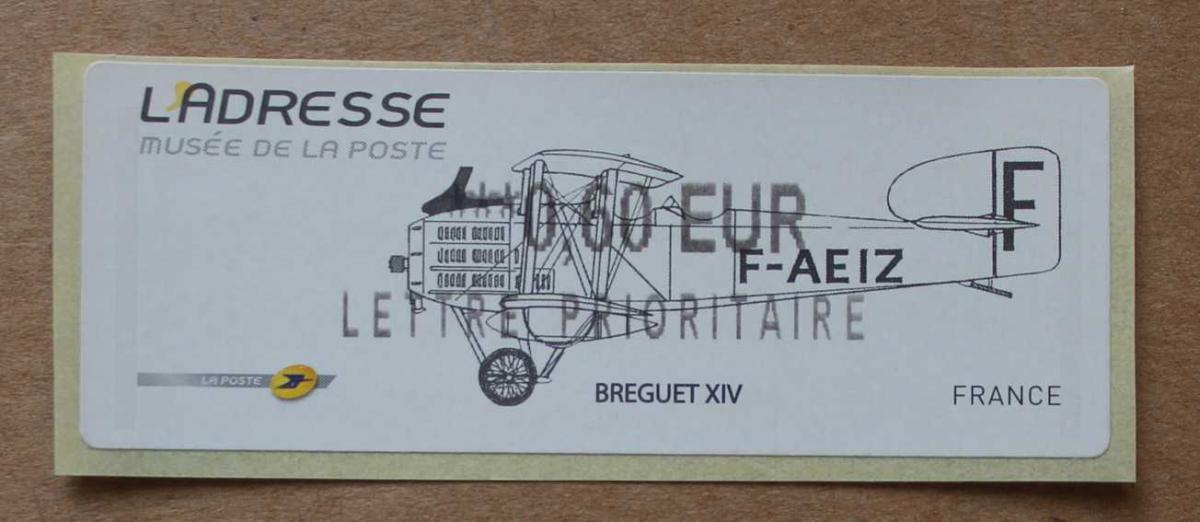 L'ADRESSE
MUSÉE DE LA POSTE
0,60 EUR
F
F-AEIZ
LETTRE PRIORITAIRE
LA POSTE
BREGUET XIV
FRANCE